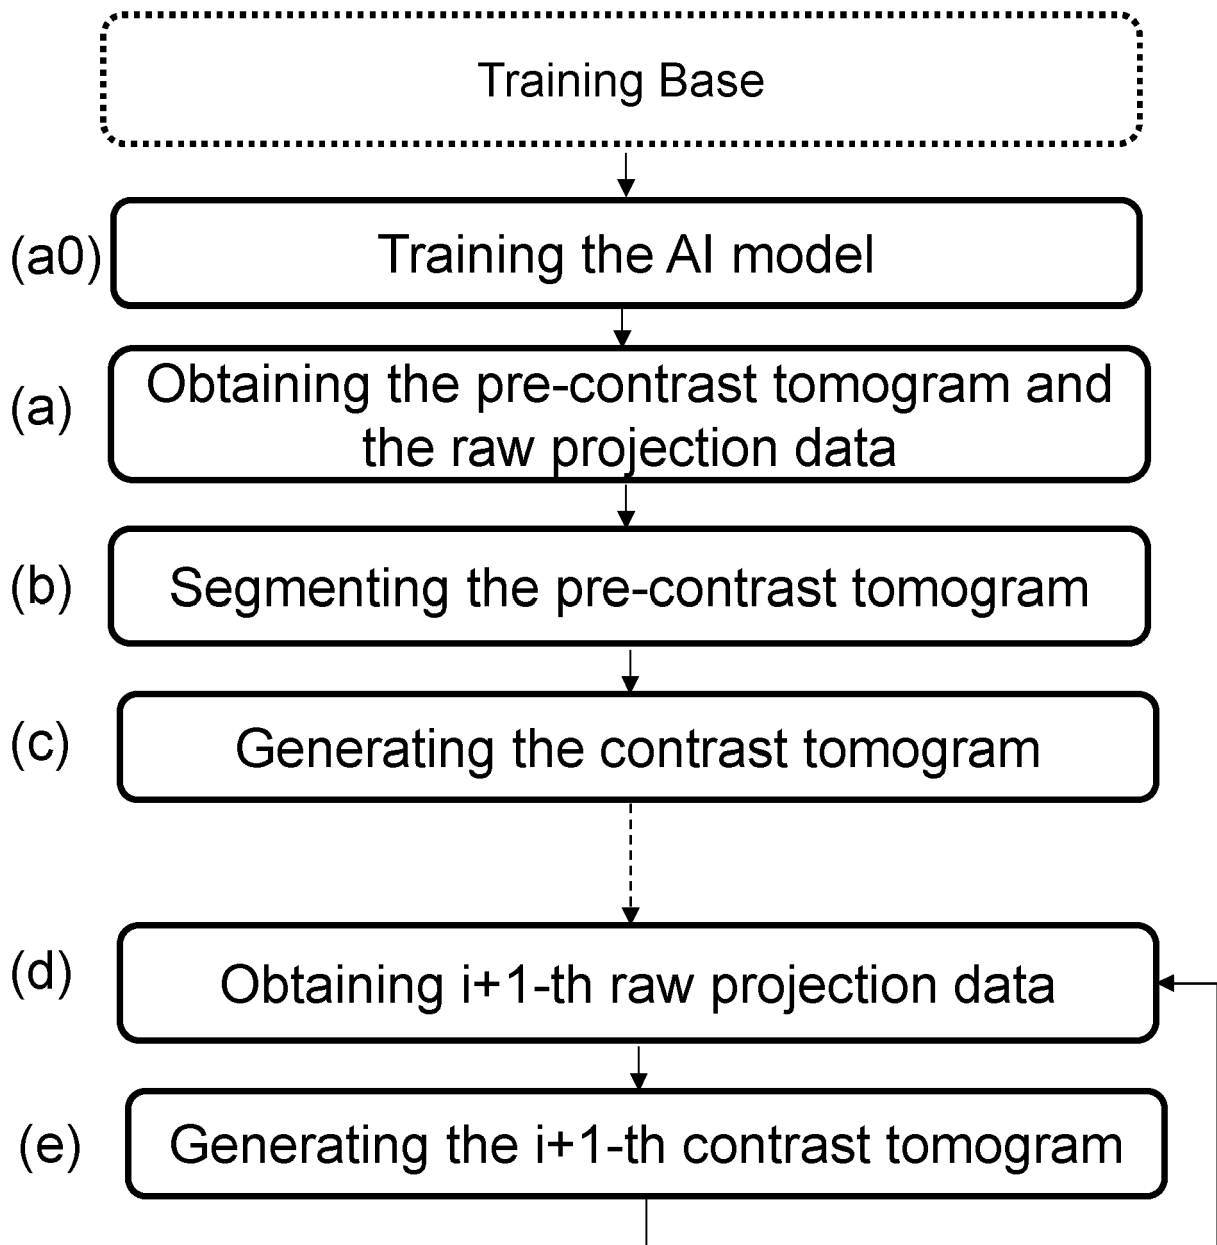 Training Base
(a0) Training the AI model
(a) Obtaining the pre-contrast tomogram and
the raw projection data
(b) Segmenting the pre-contrast tomogram
(c) Generating the contrast tomogram
(d) Obtaining i+1-th raw projection data
(e) Generating the i+1-th contrast tomogram